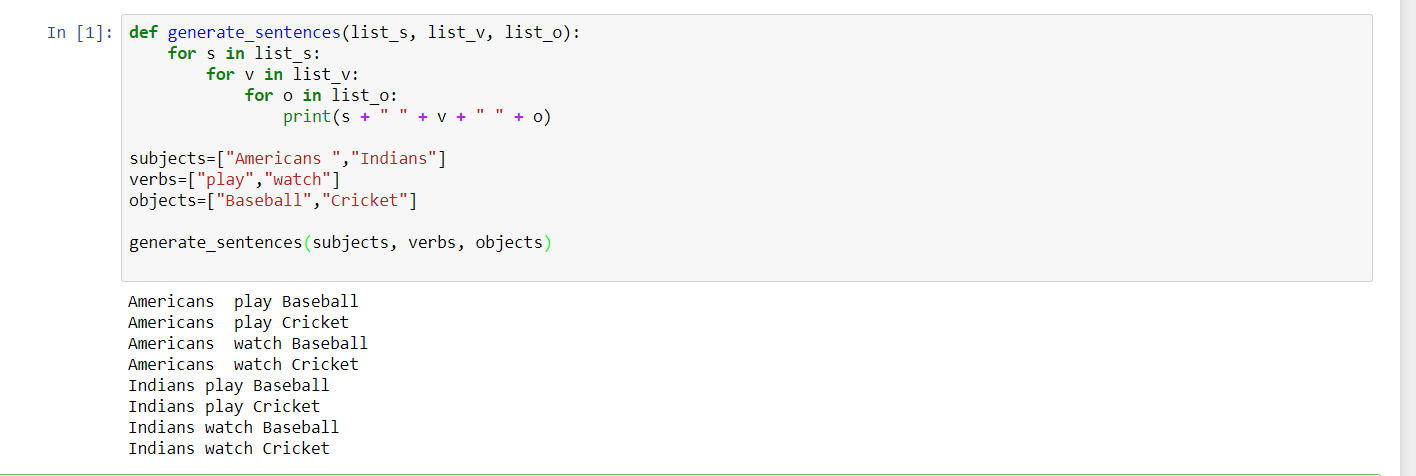 In [1]: def generate_sentences(list_s, list_v, list_o):
    for s in list_s:
        for v in list_v:
            for o in list_o:
                print(s + " " + v + " " + o)
subjects=["Americans ","Indians"]
verbs=["play","watch"]
objects=["Baseball","Cricket"]
generate_sentences(subjects, verbs, objects)
Americans  play Baseball
Americans  play Cricket
Americans  watch Baseball
Americans  watch Cricket
Indians play Baseball
Indians play Cricket
Indians watch Baseball
Indians watch Cricket